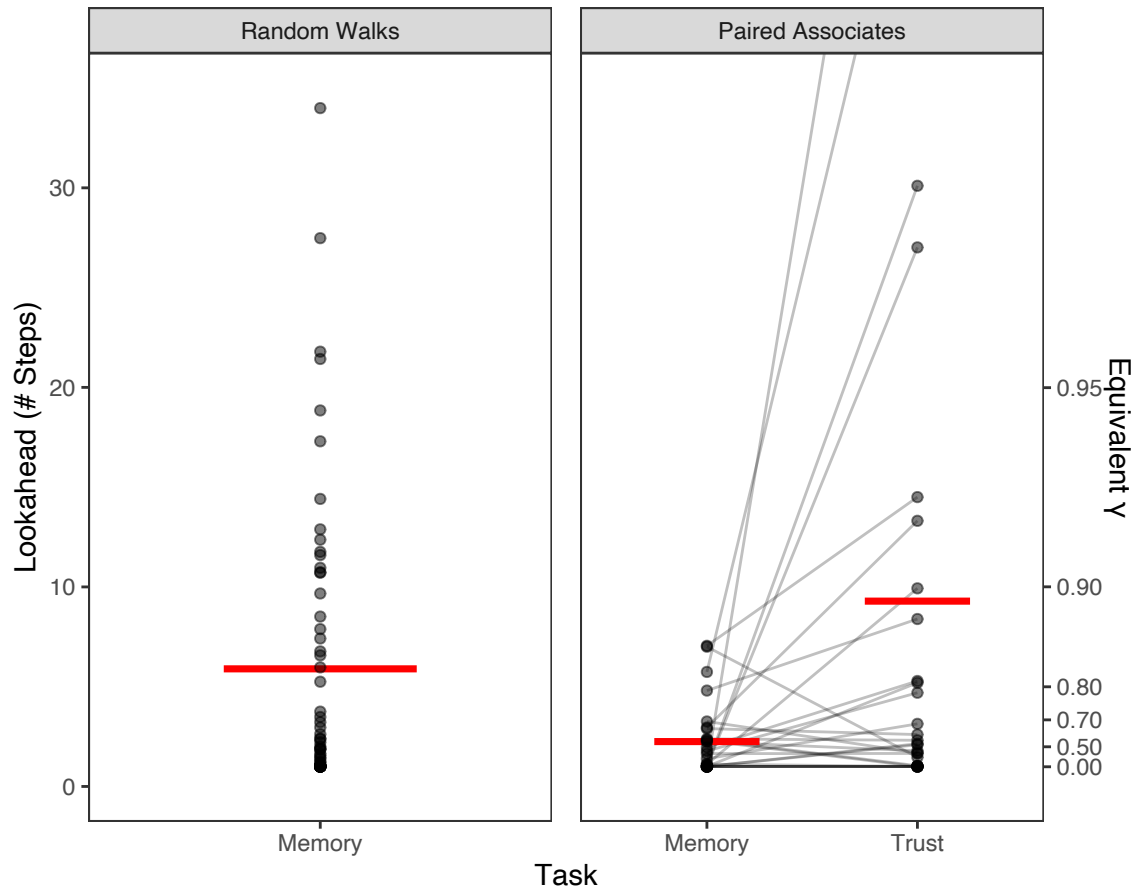 Random Walks
Paired Associates
Lookahead (# Steps)
30
20
10
0
Equivalent γ
0.95
0.90
0.80
0.70
0.50
0.00
Memory
Memory
Trust
Task